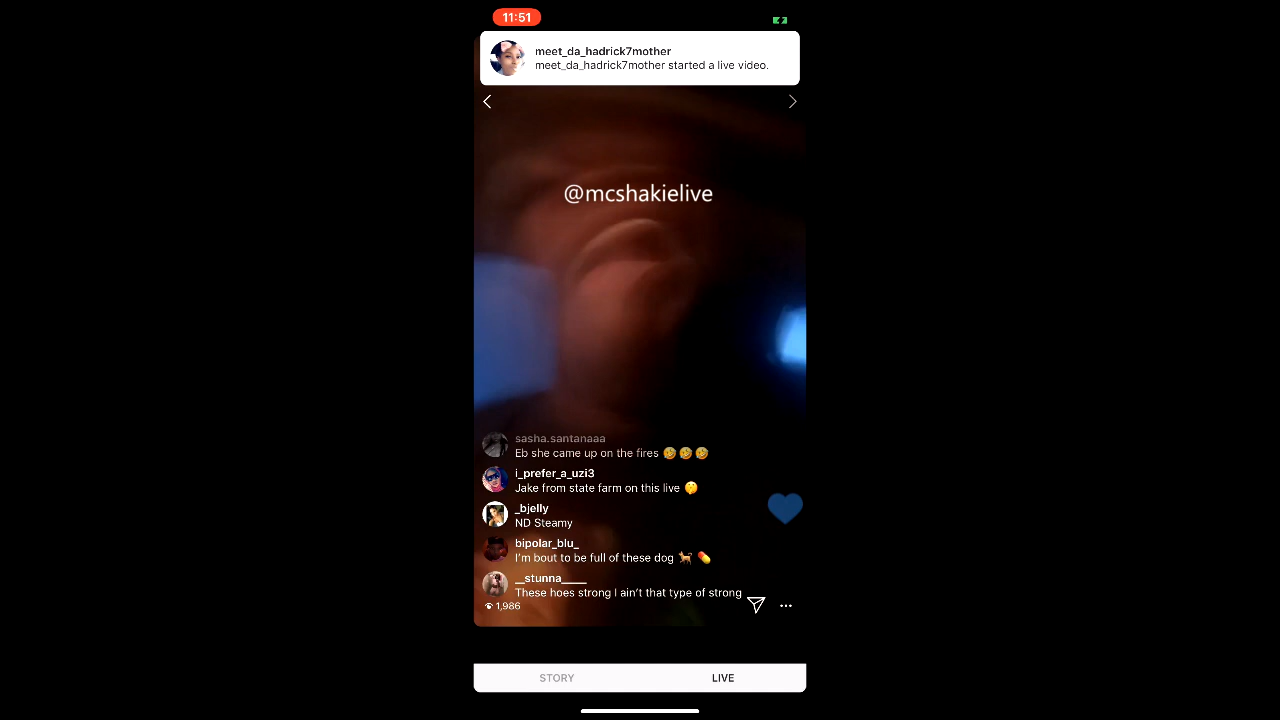 11:51
meet_da_hadrick7mother
meet_da_hadrick7mother started a live video.
@mcshakielive
sasha.santanaaa
Eb she came up on the fires 🤣🤣🤣
i_prefer_a_uzi3
Jake from state farm on this live 🤫
_bjelly
ND Steamy
bipolar_blu_
I'm bout to be full of these dog 🐕 💊
__stunna_____
These hoes strong I ain't that type of strong
1,986
STORY
LIVE